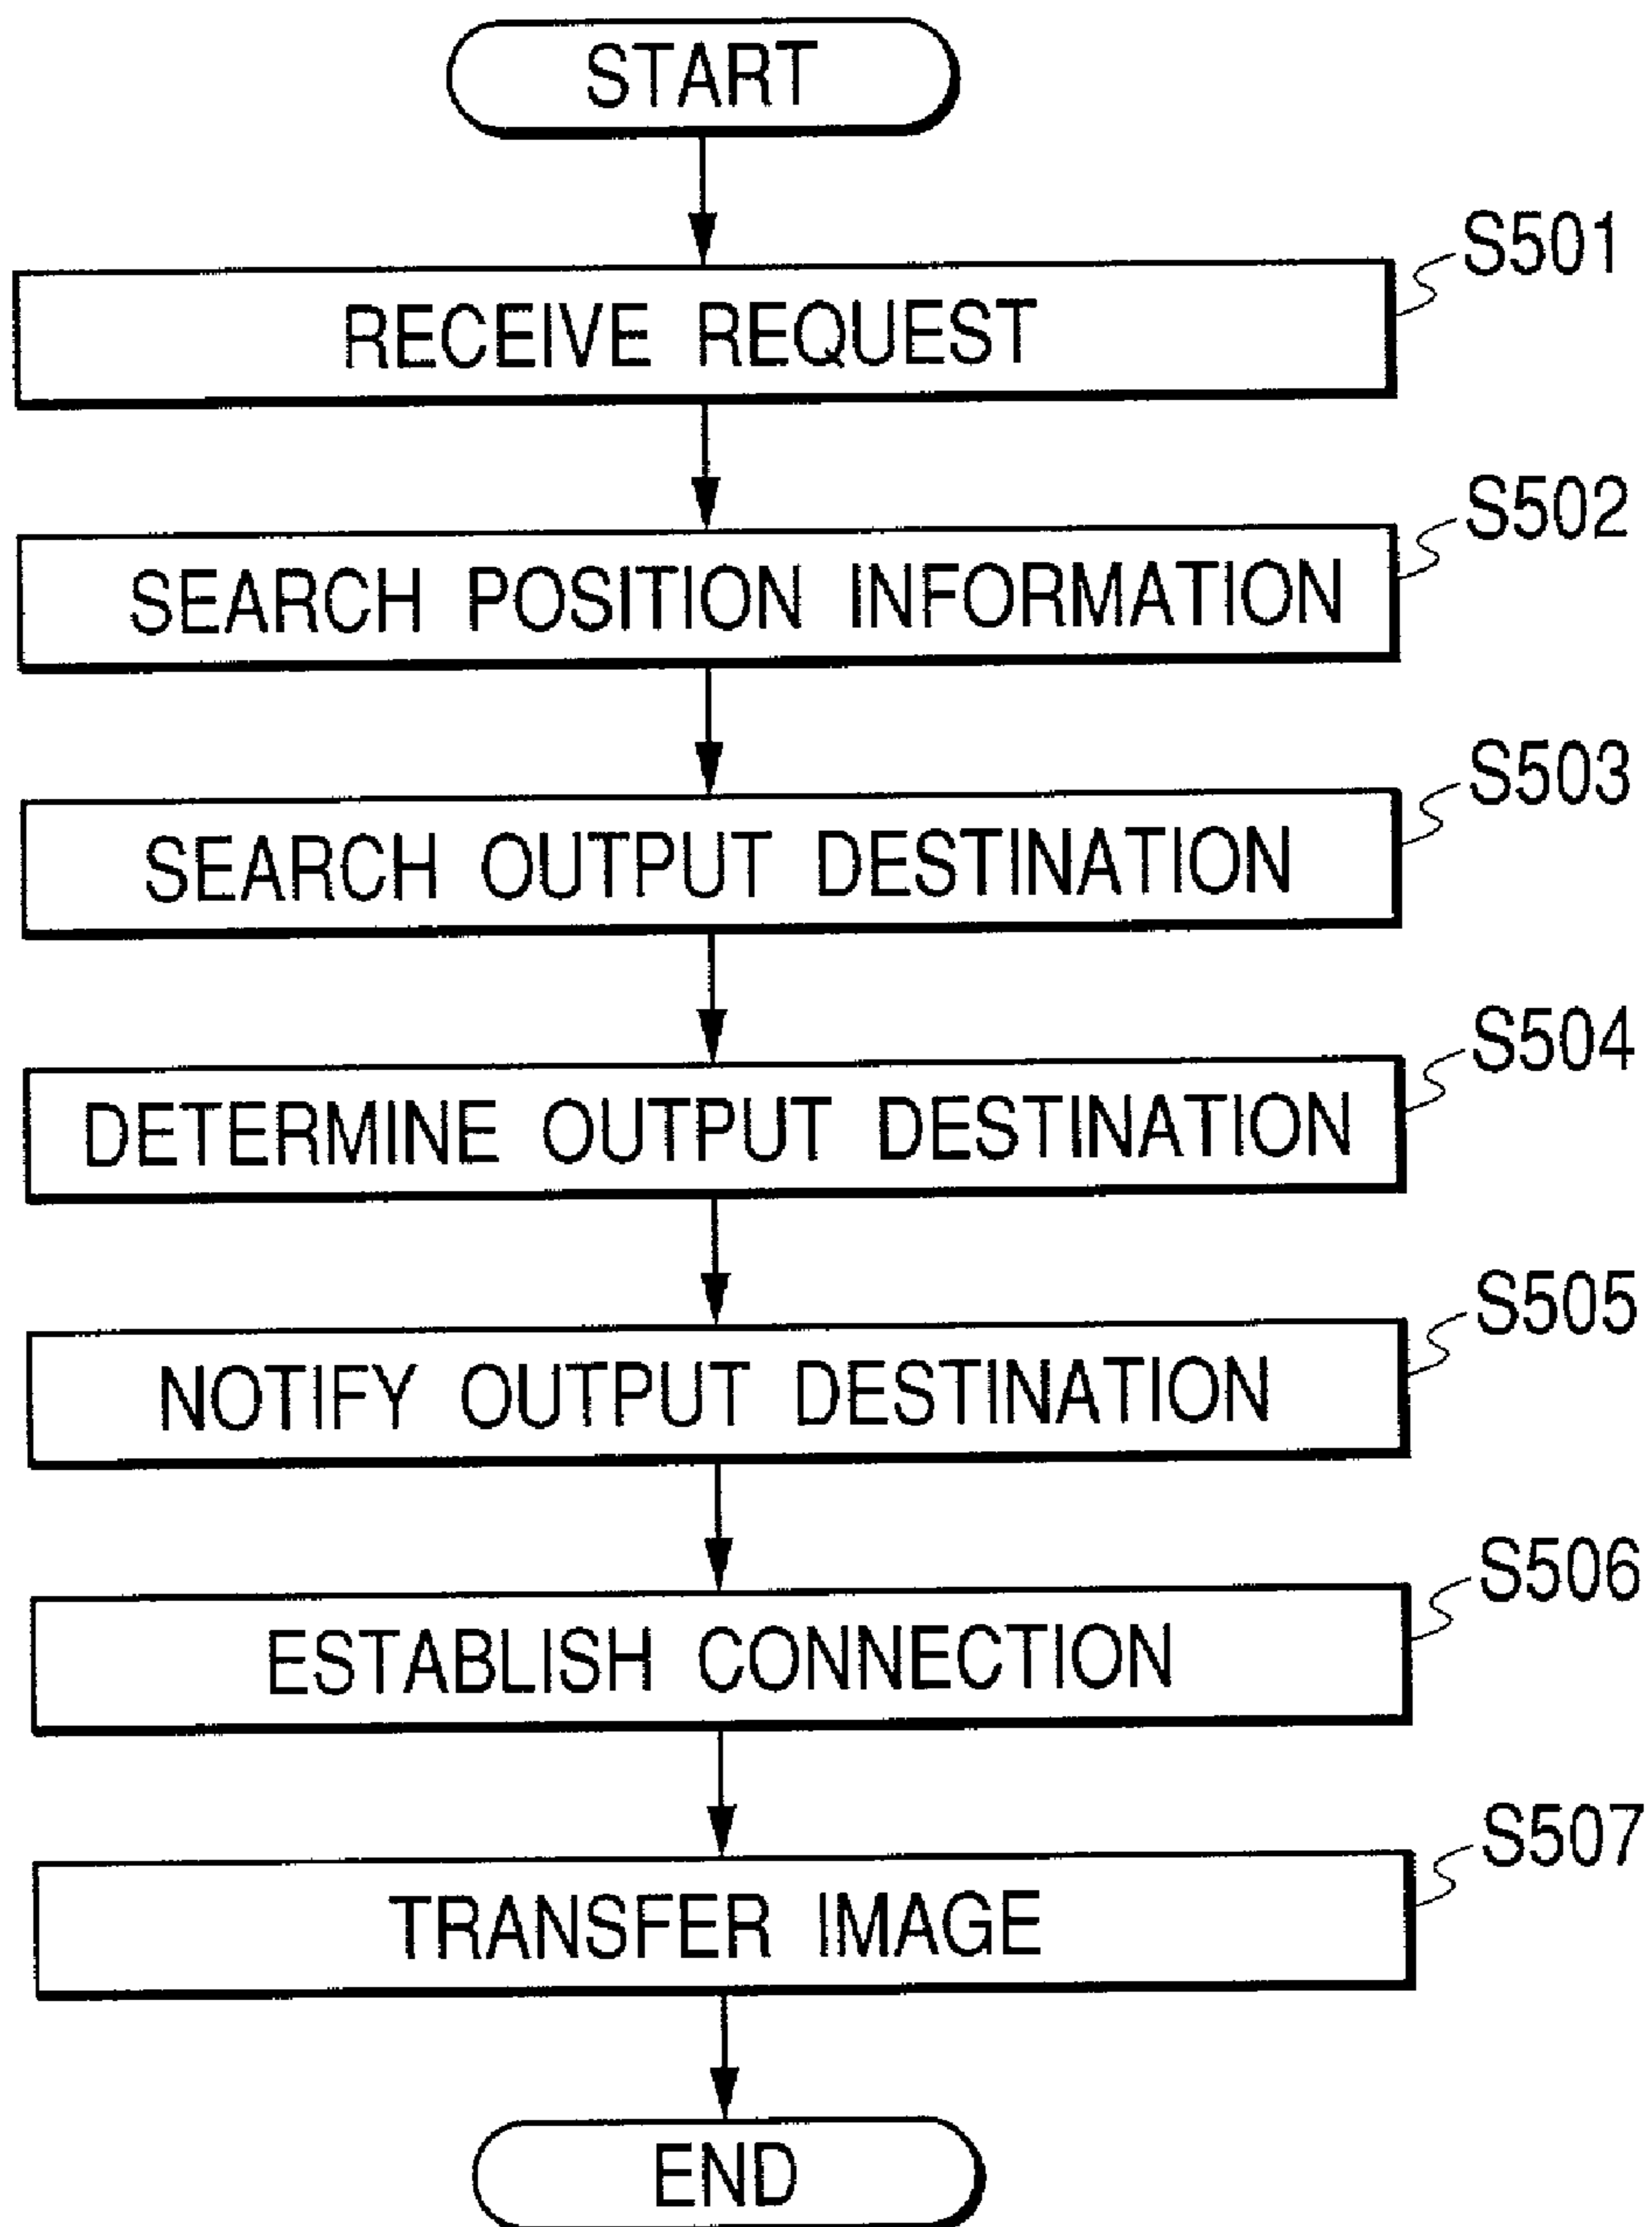 START
S501
RECEIVE REQUEST
S502
SEARCH POSITION INFORMATION
S503
SEARCH OUTPUT DESTINATION
S504
DETERMINE OUTPUT DESTINATION
S505
NOTIFY OUTPUT DESTINATION
S506
ESTABLISH CONNECTION
S507
TRANSFER IMAGE
END